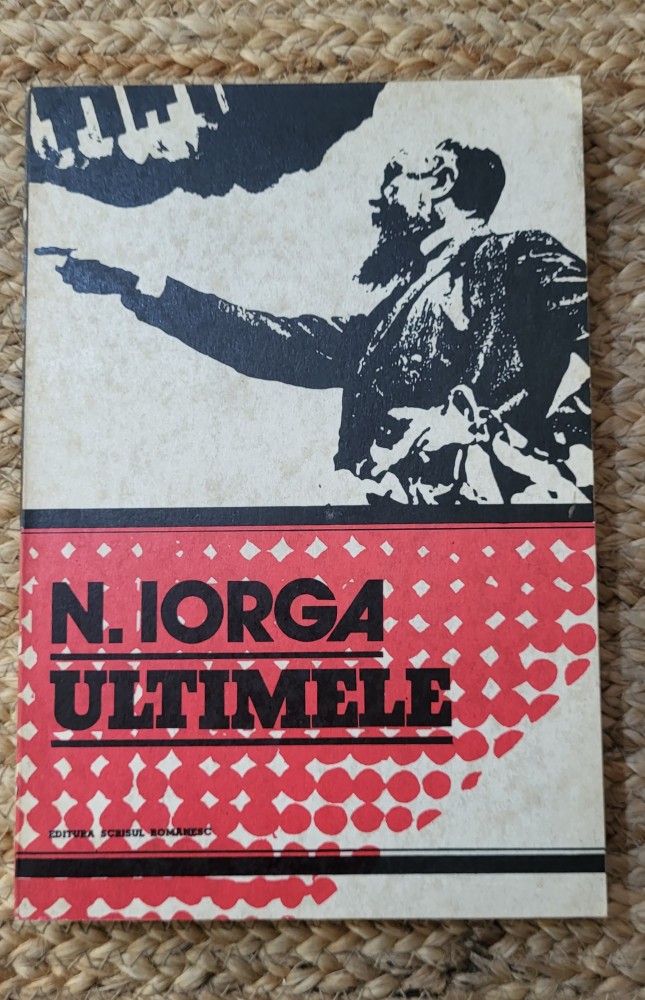 N. IORGA
ULTIMELE
EDITURA SCRISUL ROMÂNESC